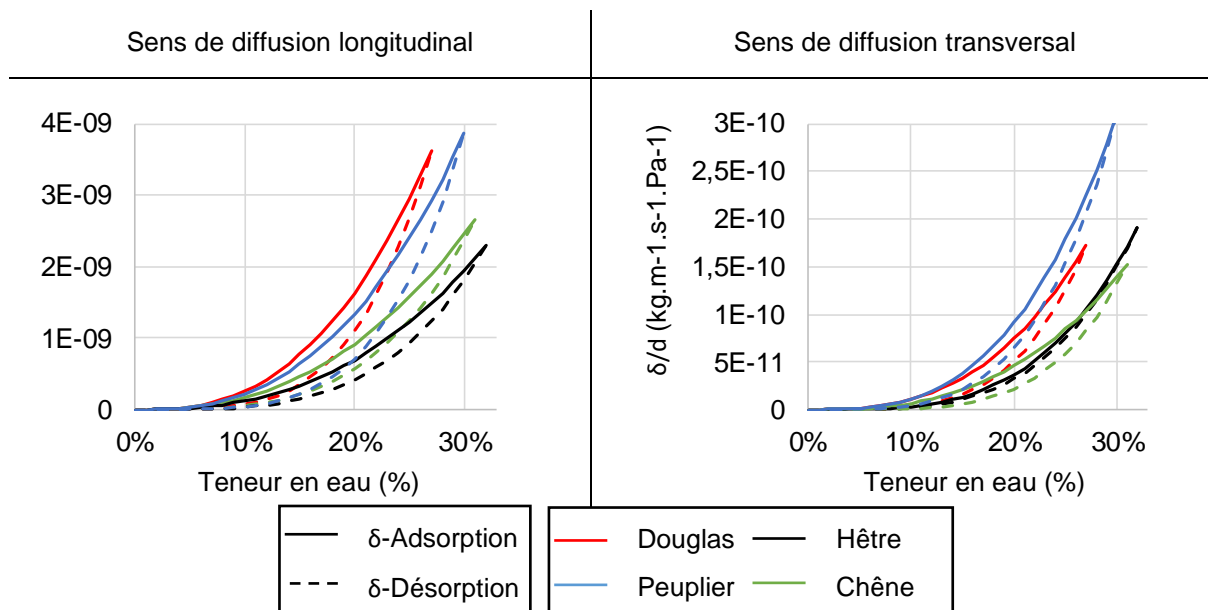 Sens de diffusion longitudinal
Sens de diffusion transversal
4E-09
3E-09
2E-09
1E-09
0
0% 10% 20% 30%
Teneur en eau (%)
δ/d (kg.m-1.s-1.Pa-1)
3E-10
2,5E-10
2E-10
1,5E-10
1E-10
5E-11
0
0% 10% 20% 30%
Teneur en eau (%)
δ-Adsorption
δ-Désorption
Douglas Hêtre
Peuplier Chêne